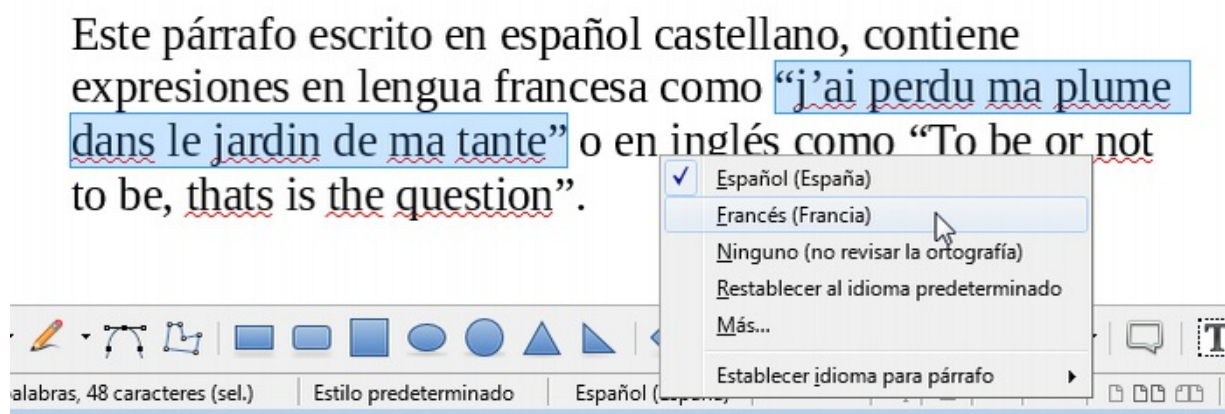 Este párrafo escrito en español castellano, contiene
expresiones en lengua francesa como “j’ai perdu ma plume
dans le jardin de ma tante” o en inglés como “To be or not
to be, thats is the question”.
Español (España)
Francés (Francia)
Ninguno (no revisar la ortografía)
Restablecer al idioma predeterminado
Más...
Establecer idioma para párrafo
palabras, 48 caracteres (sel.) Estilo predeterminado Español (España)